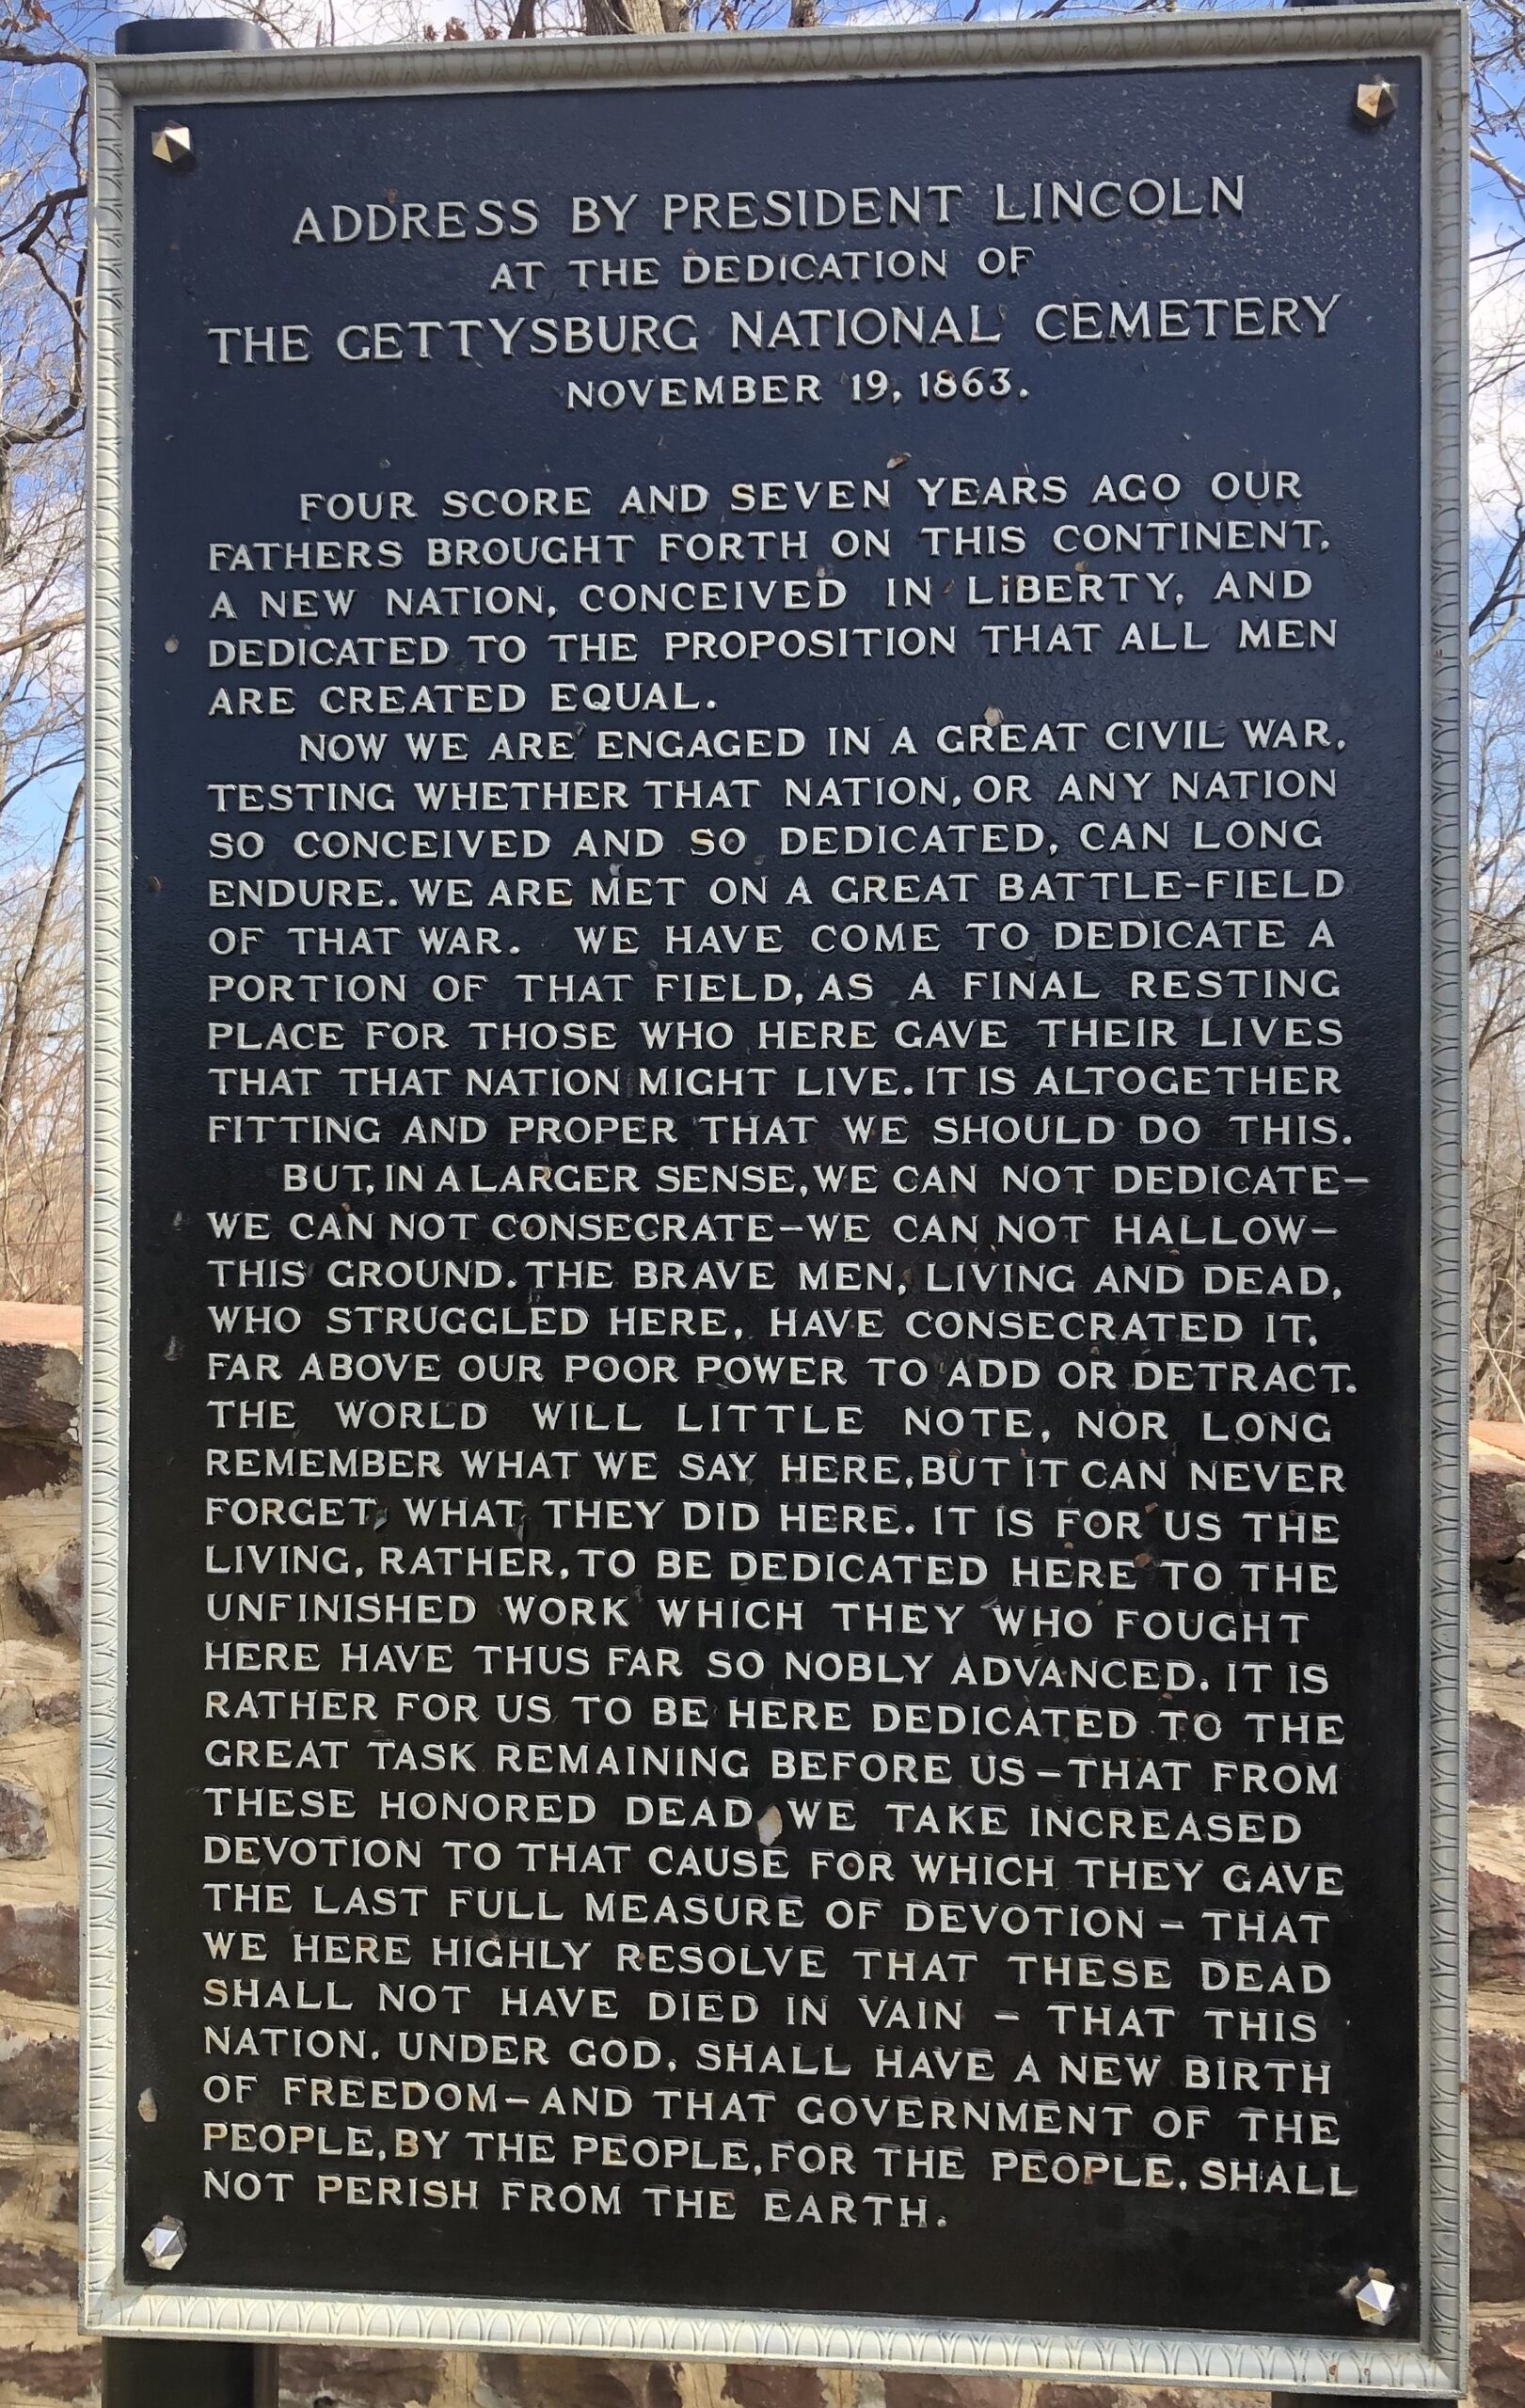 ADDRESS BY PRESIDENT LINCOLN
AT THE DEDICATION OF
THE GETTYSBURG NATIONAL CEMETERY
NOVEMBER 19, 1863.
FOUR SCORE AND SEVEN YEARS AGO OUR
FATHERS BROUGHT FORTH ON THIS CONTINENT,
A NEW NATION, CONCEIVED IN LIBERTY, AND
DEDICATED TO THE PROPOSITION THAT ALL MEN
ARE CREATED EQUAL.
NOW WE ARE ENGAGED IN A GREAT CIVIL WAR,
TESTING WHETHER THAT NATION, OR ANY NATION
SO CONCEIVED AND SO DEDICATED, CAN LONG
ENDURE. WE ARE MET ON A GREAT BATTLE-FIELD
OF THAT WAR. WE HAVE COME TO DEDICATE A
PORTION OF THAT FIELD, AS A FINAL RESTING
PLACE FOR THOSE WHO HERE GAVE THEIR LIVES
THAT THAT NATION MIGHT LIVE. IT IS ALTOGETHER
FITTING AND PROPER THAT WE SHOULD DO THIS.
BUT, IN A LARGER SENSE, WE CAN NOT DEDICATE—
WE CAN NOT CONSECRATE—WE CAN NOT HALLOW—
THIS GROUND. THE BRAVE MEN, LIVING AND DEAD,
WHO STRUGGLED HERE, HAVE CONSECRATED IT,
FAR ABOVE OUR POOR POWER TO ADD OR DETRACT.
THE WORLD WILL LITTLE NOTE, NOR LONG
REMEMBER WHAT WE SAY HERE, BUT IT CAN NEVER
FORGET WHAT THEY DID HERE. IT IS FOR US THE
LIVING, RATHER, TO BE DEDICATED HERE TO THE
UNFINISHED WORK WHICH THEY WHO FOUGHT
HERE HAVE THUS FAR SO NOBLY ADVANCED. IT IS
RATHER FOR US TO BE HERE DEDICATED TO THE
GREAT TASK REMAINING BEFORE US—THAT FROM
THESE HONORED DEAD WE TAKE INCREASED
DEVOTION TO THAT CAUSE FOR WHICH THEY GAVE
THE LAST FULL MEASURE OF DEVOTION — THAT
WE HERE HIGHLY RESOLVE THAT THESE DEAD
SHALL NOT HAVE DIED IN VAIN — THAT THIS
NATION, UNDER GOD, SHALL HAVE A NEW BIRTH
OF FREEDOM—AND THAT GOVERNMENT OF THE
PEOPLE, BY THE PEOPLE, FOR THE PEOPLE, SHALL
NOT PERISH FROM THE EARTH.